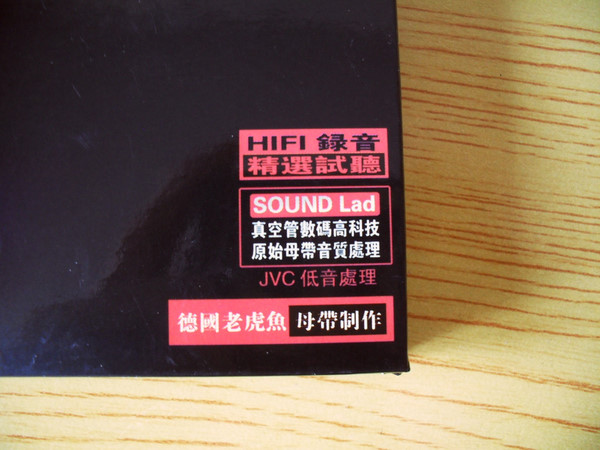 HIFI 録音
精選試聽
SOUND Lad
真空管數碼高科技
原始母帶音質處理
JVC 低音處理
德國老虎魚 母帶制作